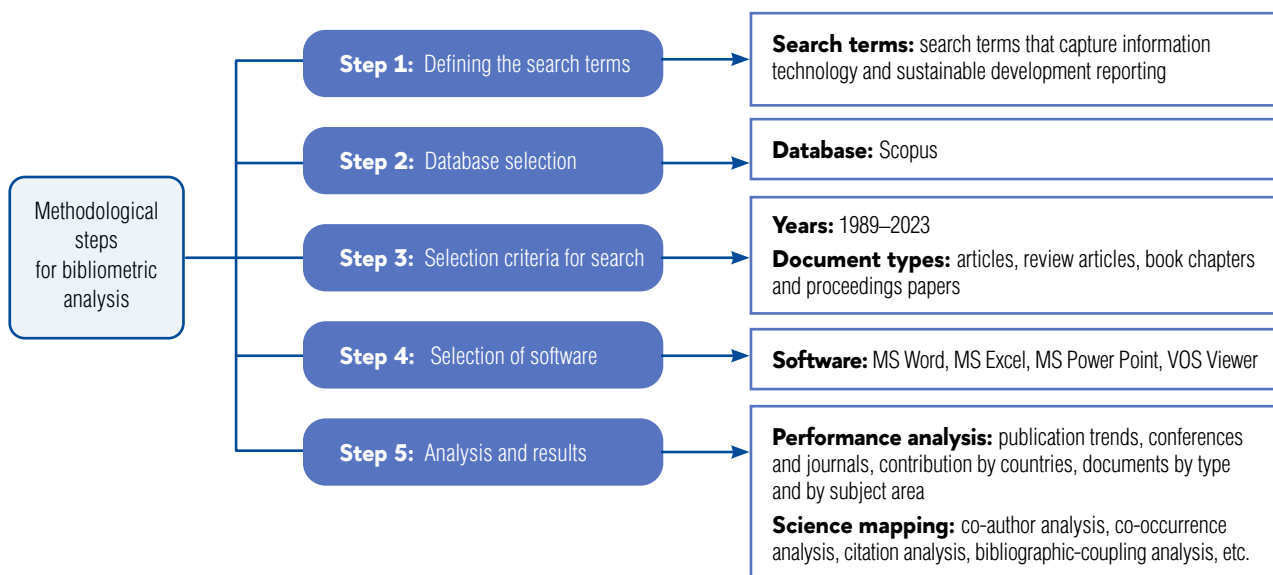 Methodological
steps
for bibliometric
analysis
Step 1: Defining the search terms
Search terms: search terms that capture information
technology and sustainable development reporting
Step 2: Database selection
Database: Scopus
Step 3: Selection criteria for search
Years: 1989–2023
Document types: articles, review articles, book chapters
and proceedings papers
Step 4: Selection of software
Software: MS Word, MS Excel, MS Power Point, VOS Viewer
Step 5: Analysis and results
Performance analysis: publication trends, conferences
and journals, contribution by countries, documents by type
and by subject area
Science mapping: co-author analysis, co-occurrence
analysis, citation analysis, bibliographic-coupling analysis, etc.